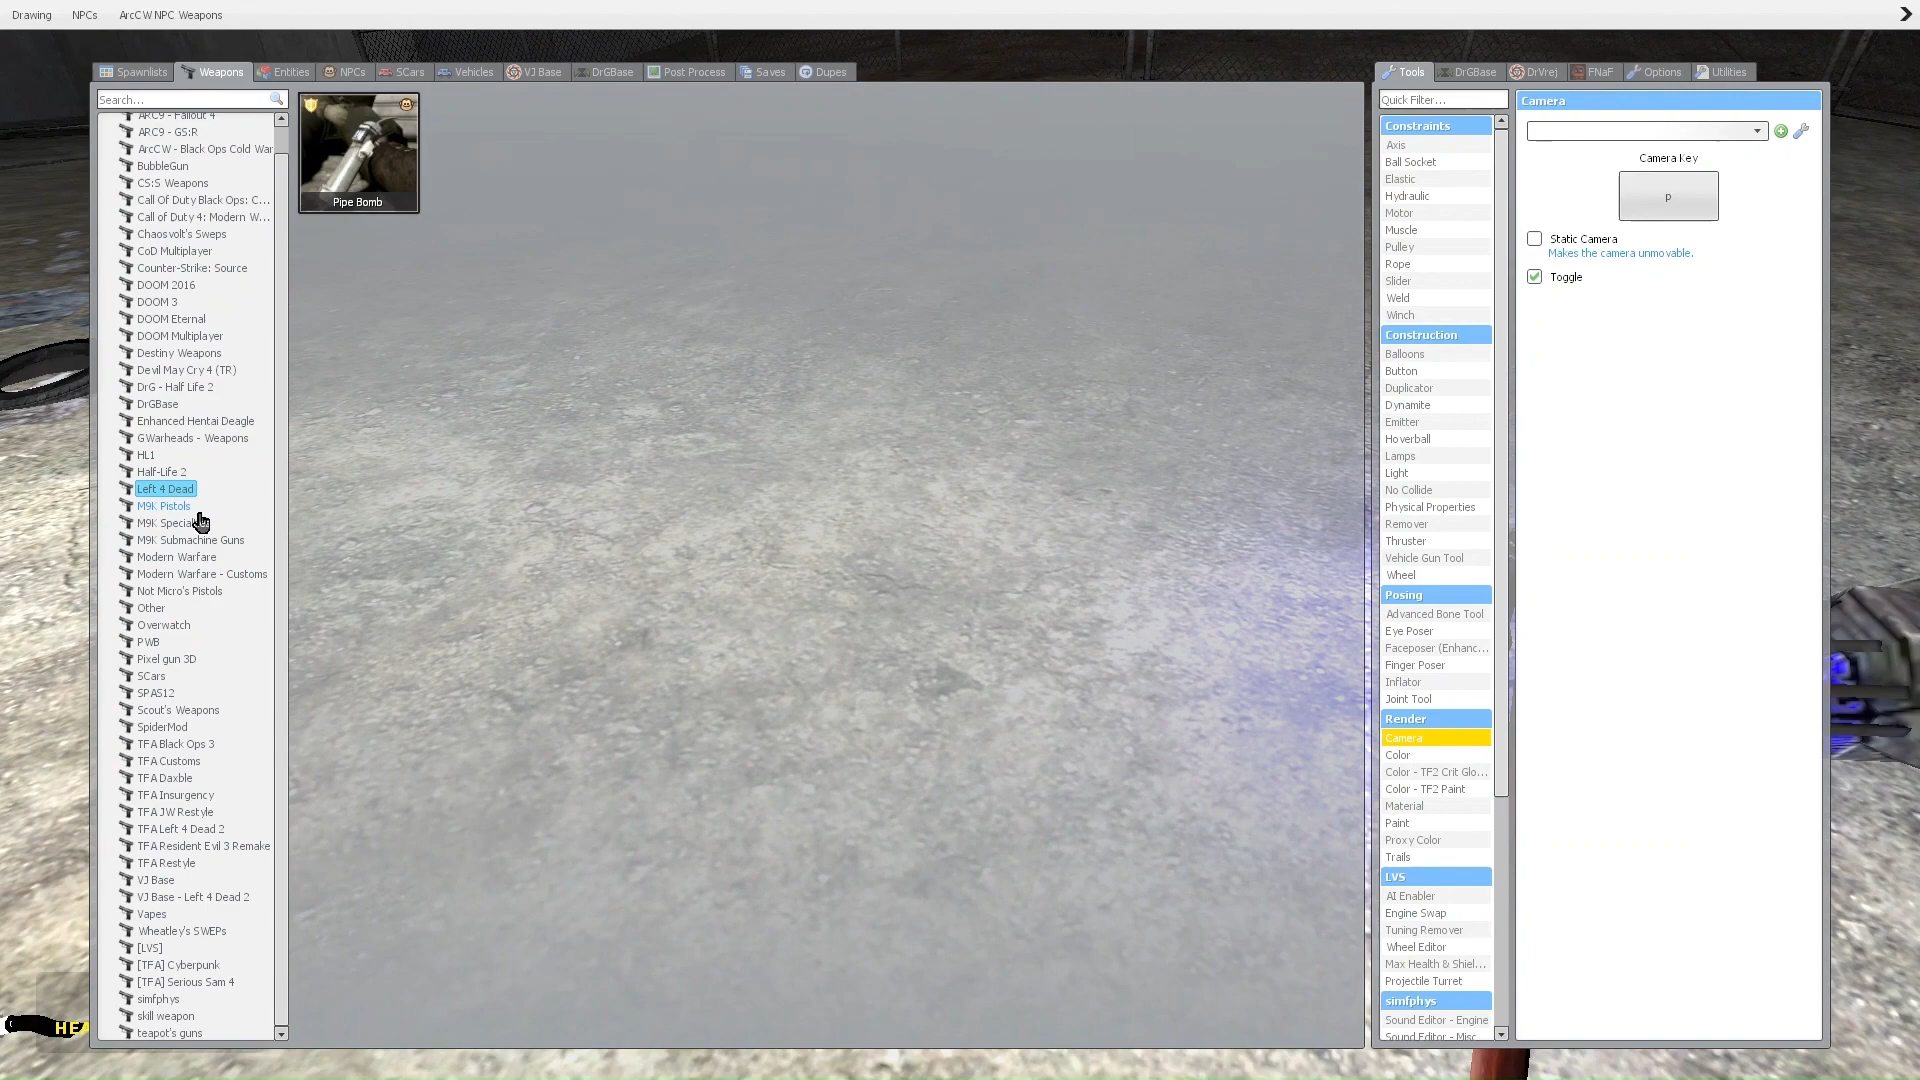 Drawing NPCs ArcCW NPC Weapons
Spawnlists Weapons Entities NPCs SCars Vehicles VJ Base DrGBase Post Process Saves Dupes
Search...
ARC9 - Fallout 4
ARC9 - GS:R
ArcCW - Black Ops Cold War
BubbleGun
CS:S Weapons
Call Of Duty Black Ops: C...
Call of Duty 4: Modern W...
Chaosvolt's Sweps
CoD Multiplayer
Counter-Strike: Source
DOOM 2016
DOOM 3
DOOM Eternal
DOOM Multiplayer
Destiny Weapons
Devil May Cry 4 (TR)
DrG - Half Life 2
DrGBase
Enhanced Hentai Deagle
GWarheads - Weapons
HL1
Half-Life 2
Left 4 Dead
M9K Pistols
M9K Special
M9K Submachine Guns
Modern Warfare
Modern Warfare - Customs
Not Micro's Pistols
Other
Overwatch
PWB
Pixel gun 3D
SCars
SPAS12
Scout's Weapons
SpiderMod
TFA Black Ops 3
TFA Customs
TFA Daxble
TFA Insurgency
TFA JW Restyle
TFA Left 4 Dead 2
TFA Resident Evil 3 Remake
TFA Restyle
VJ Base
VJ Base - Left 4 Dead 2
Vapes
Wheatley's SWEPs
[LVS]
[TFA] Cyberpunk
[TFA] Serious Sam 4
simfphys
skill weapon
teapot's guns
Pipe Bomb
HE
Tools DrGBase DrVrej FNaF Options Utilities
Quick Filter...
Constraints
Axis
Ball Socket
Elastic
Hydraulic
Motor
Muscle
Pulley
Rope
Slider
Weld
Winch
Construction
Balloons
Button
Duplicator
Dynamite
Emitter
Hoverball
Lamps
Light
No Collide
Physical Properties
Remover
Thruster
Vehicle Gun Tool
Wheel
Posing
Advanced Bone Tool
Eye Poser
Faceposer (Enhanc...
Finger Poser
Inflator
Joint Tool
Render
Camera
Color
Color - TF2 Crit Glo...
Color - TF2 Paint
Material
Paint
Proxy Color
Trails
LVS
AI Enabler
Engine Swap
Tuning Remover
Wheel Editor
Max Health & Shiel...
Projectile Turret
simfphys
Sound Editor - Engine
Sound Editor - Misc
Camera
Camera Key
p
Static Camera
Makes the camera unmovable.
Toggle